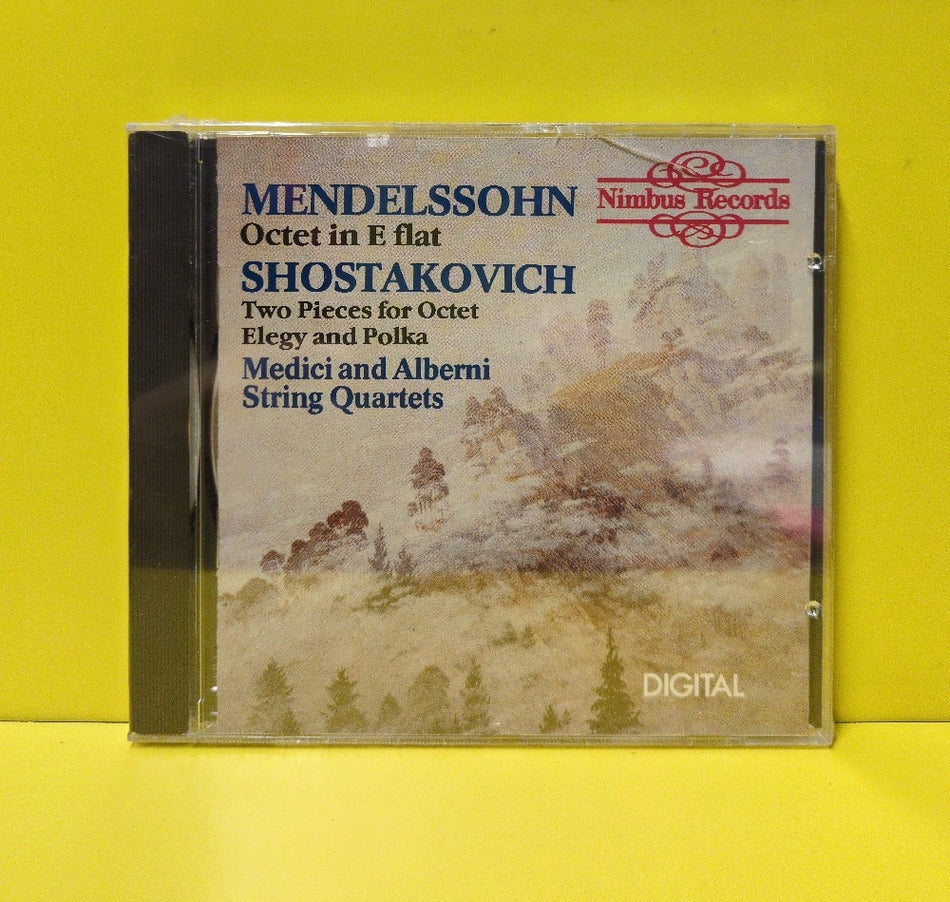 MENDELSSOHN
Octet in E flat
SHOSTAKOVICH
Two Pieces for Octet
Elegy and Polka
Medici and Alberni
String Quartets
Nimbus Records
DIGITAL